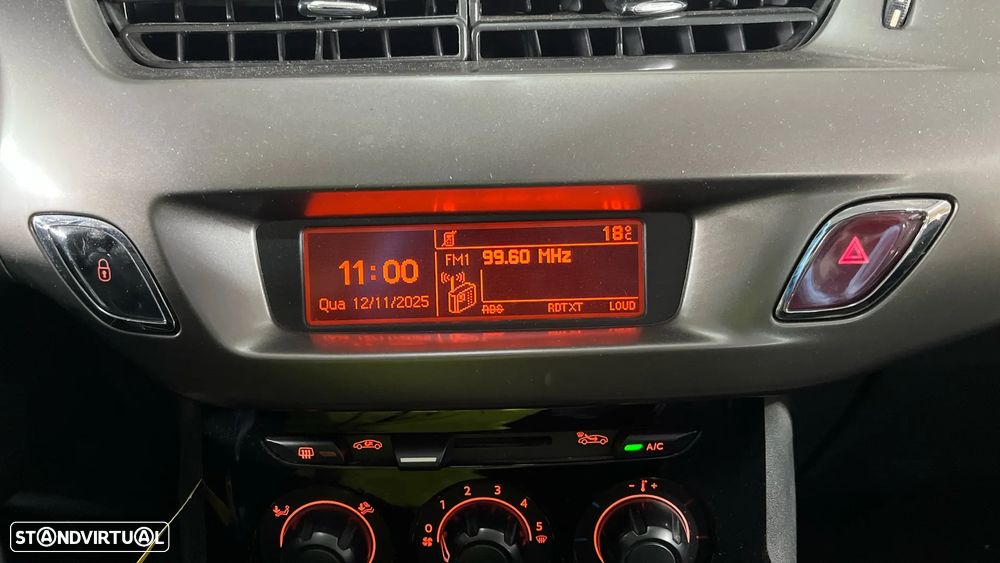 18°C
FM1 99.60 MHz
11:00
Qua 12/11/2025
RDS RDTXT LOUD
A/C
0 1 2 3 4 5
- +
STANDVIRTUAL